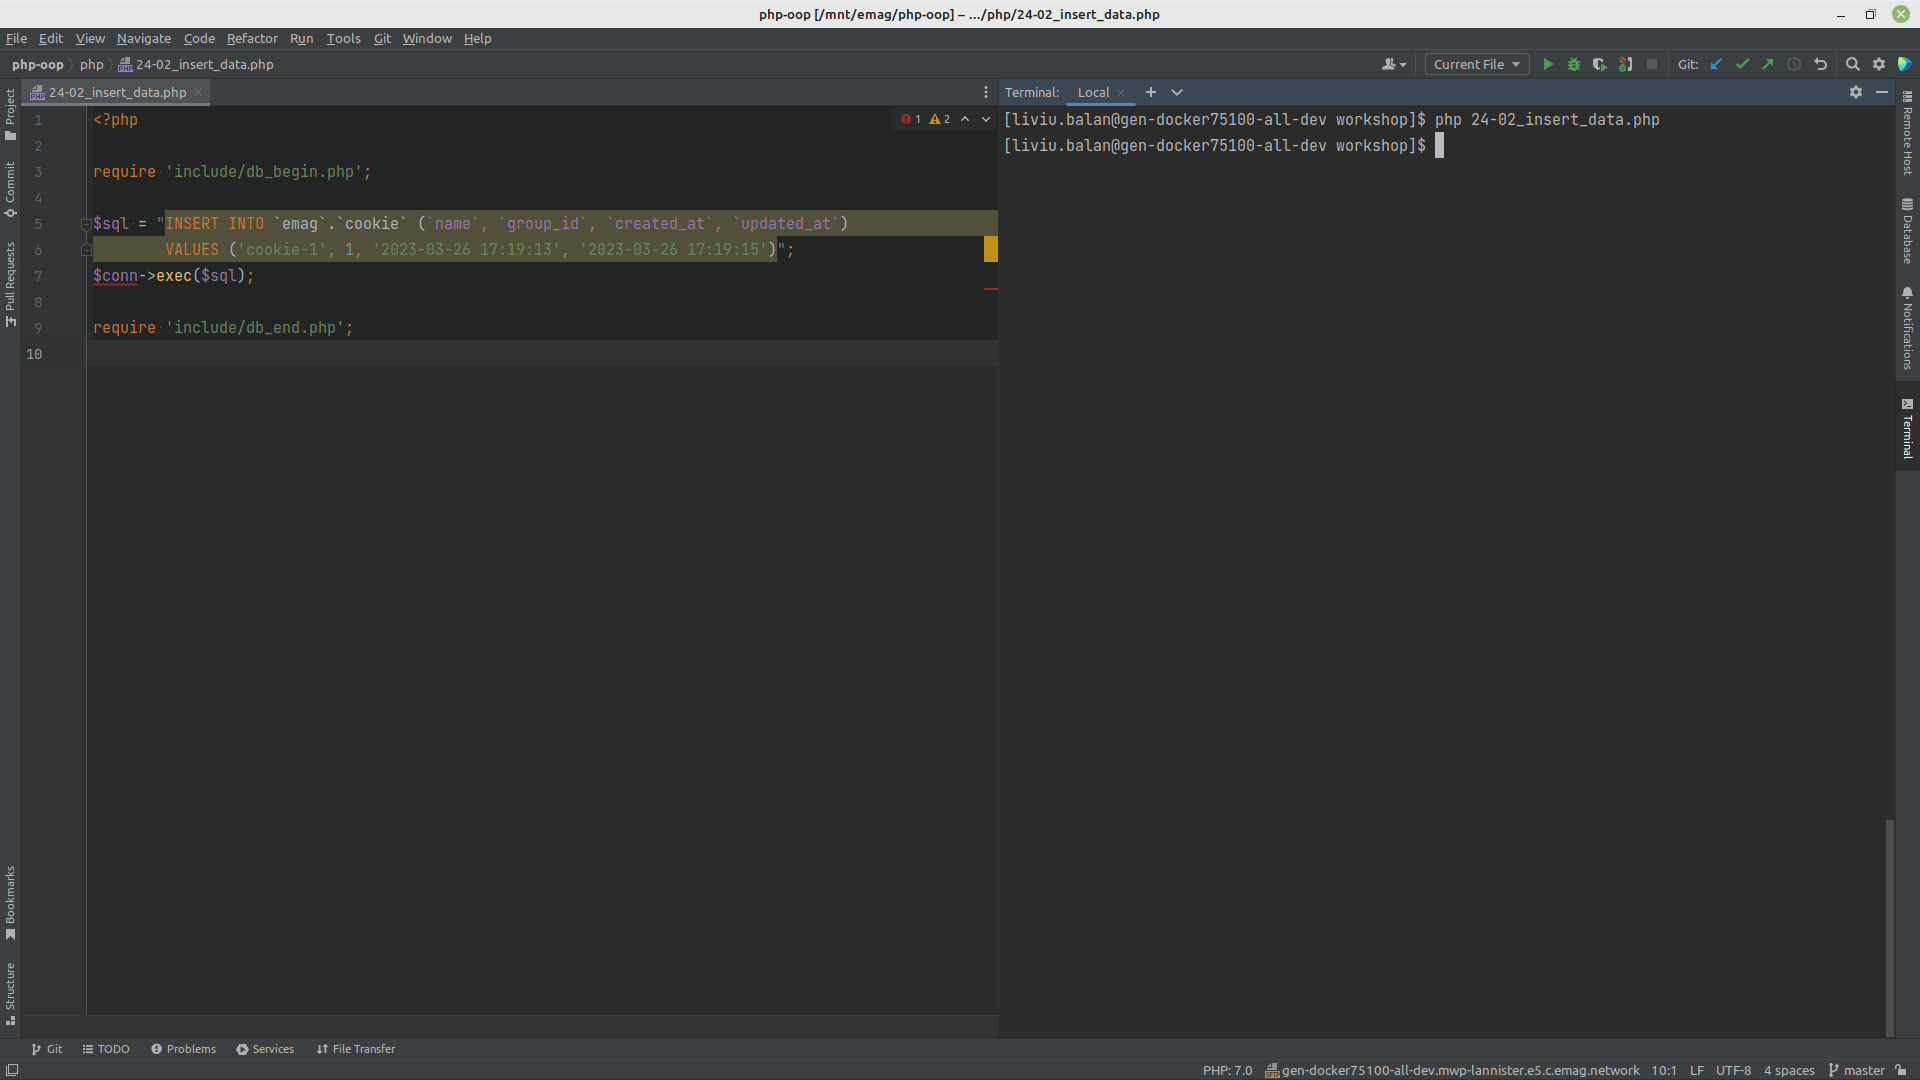 php-oop [/mnt/emag/php-oop] – .../php/24-02_insert_data.php
File Edit View Navigate Code Refactor Run Tools Git Window Help
php-oop php 24-02_insert_data.php
Current File
Git:
24-02_insert_data.php
Terminal: Local
Project
Commit
Pull Requests
Bookmarks
Structure
1 <?php
2
3 require 'include/db_begin.php';
4
5 $sql = "INSERT INTO `emag`.`cookie` (`name`, `group_id`, `created_at`, `updated_at`)
6 VALUES ('cookie-1', 1, '2023-03-26 17:19:13', '2023-03-26 17:19:15')";
7 $conn->exec($sql);
8
9 require 'include/db_end.php';
10
1 2
[liviu.balan@gen-docker75100-all-dev workshop]$ php 24-02_insert_data.php
[liviu.balan@gen-docker75100-all-dev workshop]$
Remote Host
Database
Notifications
Terminal
Git TODO Problems Services File Transfer
PHP: 7.0 gen-docker75100-all-dev.mwp-lannister.e5.c.emag.network 10:1 LF UTF-8 4 spaces master